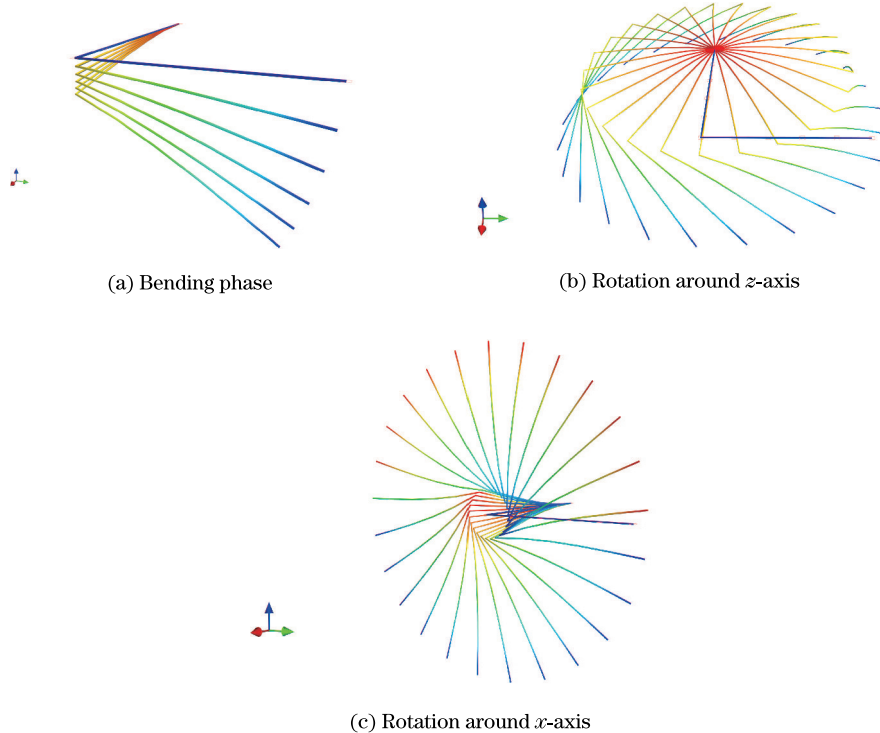 (a) Bending phase
(b) Rotation around z-axis
(c) Rotation around x-axis